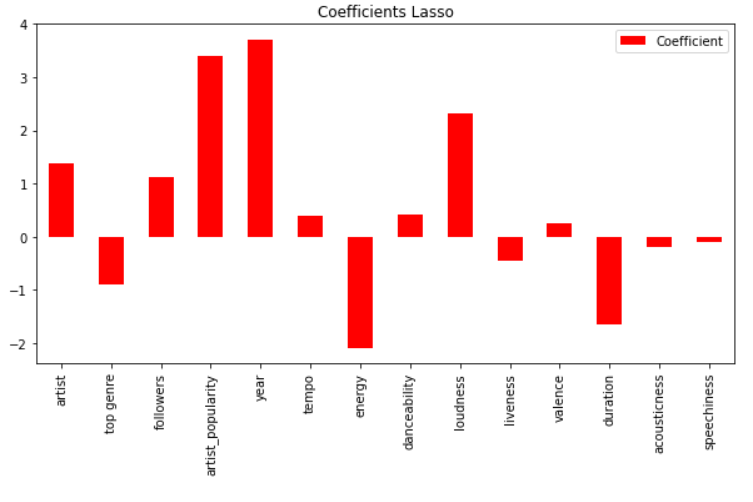 Coefficients Lasso
Coefficient
4
3
2
1
0
−1
−2
artist
top genre
followers
artist_popularity
year
tempo
energy
danceability
loudness
liveness
valence
duration
acousticness
speechiness